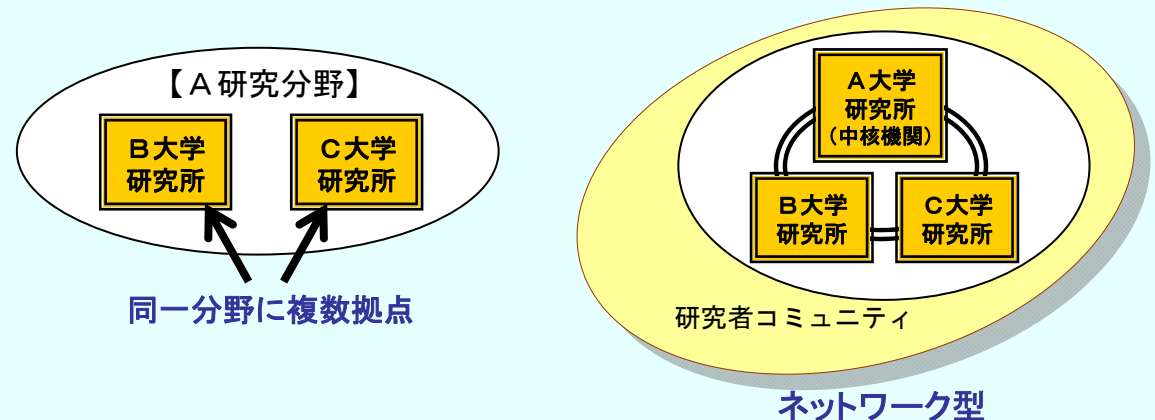 【A研究分野】
B大学
研究所
C大学
研究所
同一分野に複数拠点
A大学
研究所
(中核機関)
B大学
研究所
C大学
研究所
研究者コミュニティ
ネットワーク型